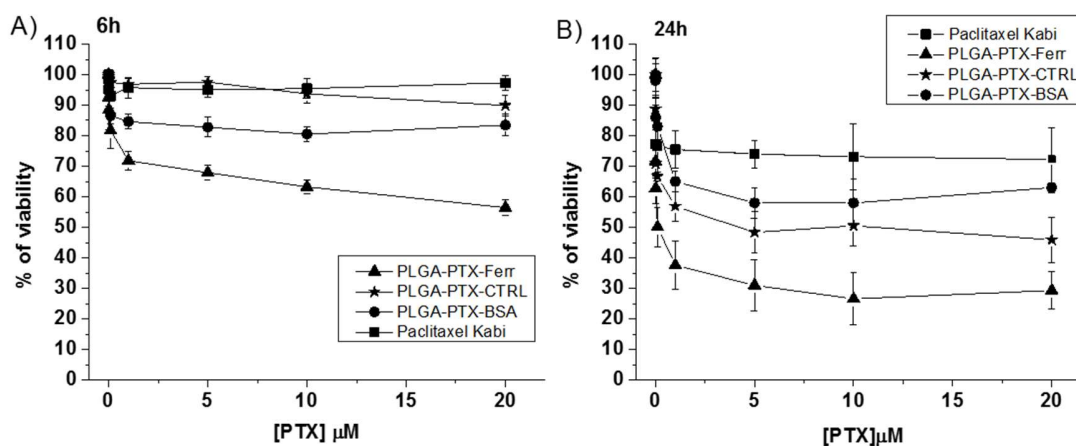 A)
6h
110
100
90
80
70
60
50
40
30
20
10
0
% of viability
PLGA-PTX-Ferr
PLGA-PTX-CTRL
PLGA-PTX-BSA
Paclitaxel Kabi
0 5 10 15 20
[PTX] μM
B)
24h
110
100
90
80
70
60
50
40
30
20
10
0
% of viability
Paclitaxel Kabi
PLGA-PTX-Ferr
PLGA-PTX-CTRL
PLGA-PTX-BSA
0 5 10 15 20
[PTX]μM